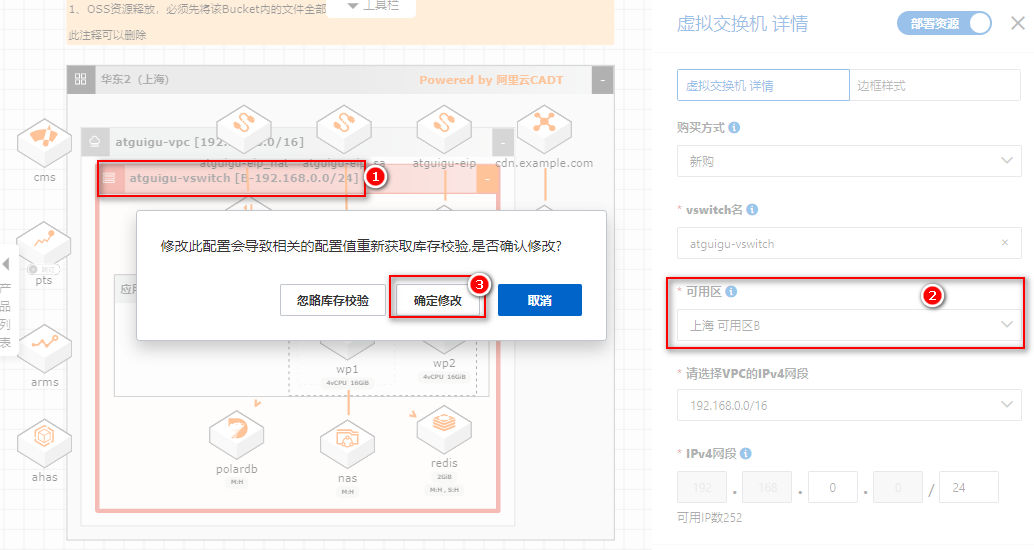 1、OSS资源释放，必须先将该Bucket内的文件全部
此注释可以删除
工具栏
华东2（上海）
Powered by 阿里云CADT
-
atguigu-vpc [192.168.0.0/16]
-
atguigu-eip_nat
atguigu-eip_sa
atguigu-eip
cdn.example.com
atguigu-vswitch [B-192.168.0.0/24]
-
1
cms
pts
产品列表
arms
ahas
应用
修改此配置会导致相关的配置值重新获取库存校验,是否确认修改?
忽略库存校验
确定修改
3
取消
wp1
4vCPU 16GiB
wp2
4vCPU 16GiB
polardb
M:H
nas
M:H
redis
2GiB
M:H , S:H
虚拟交换机 详情
部署资源
虚拟交换机 详情
边框样式
购买方式
新购
* vswitch名
atguigu-vswitch
* 可用区
2
上海 可用区B
* 请选择VPC的IPv4网段
192.168.0.0/16
* IPv4网段
192 . 168 . 0 . 0 / 24
可用IP数252